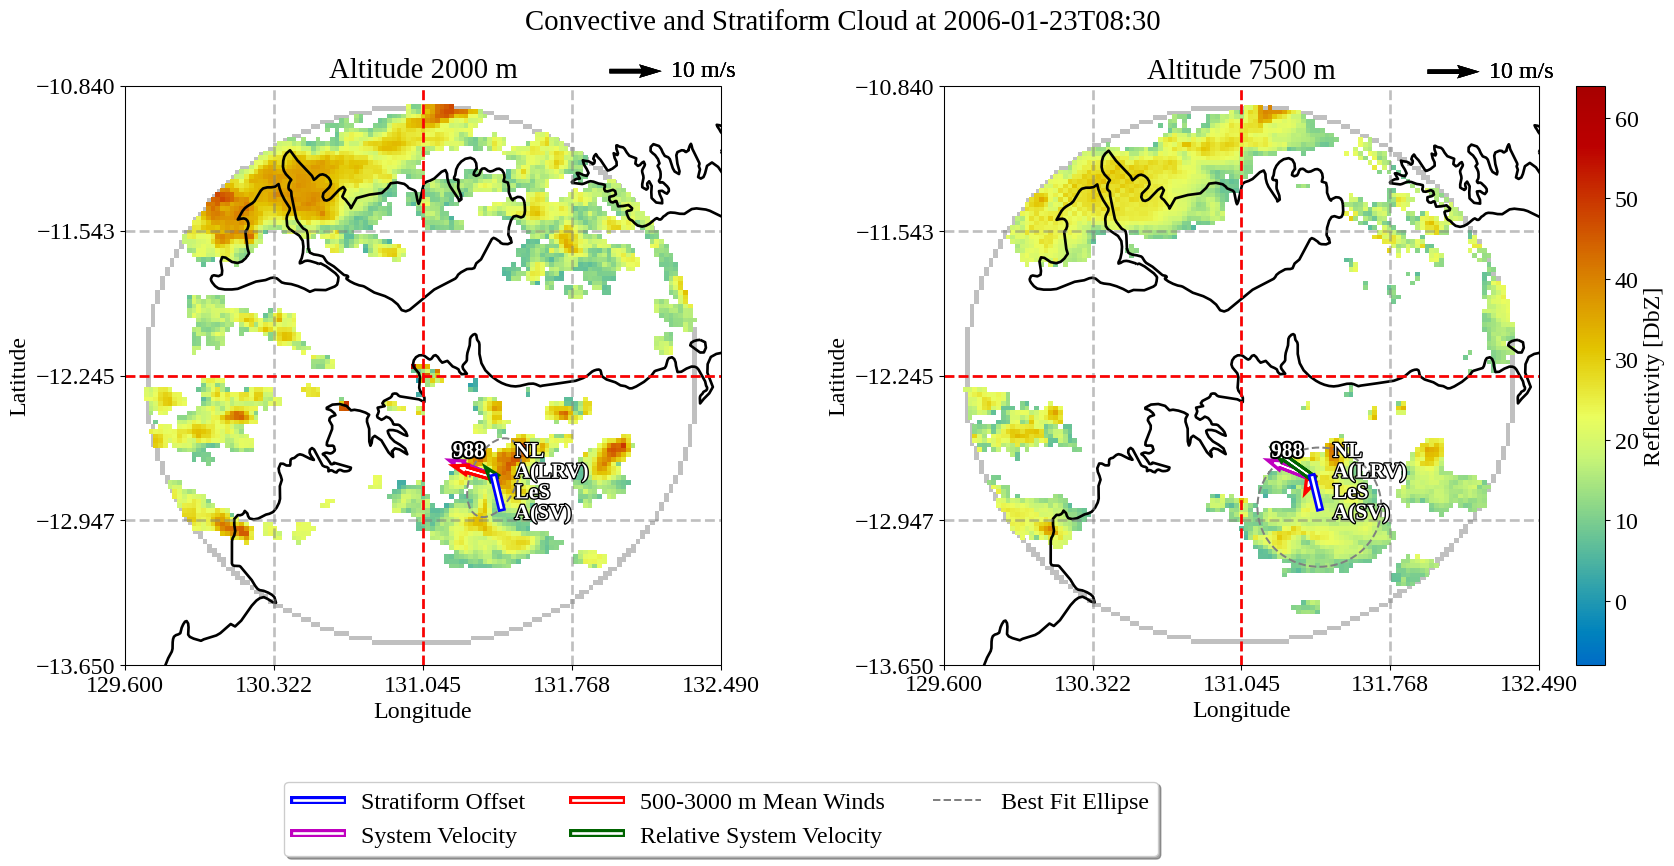 Convective and Stratiform Cloud at 2006-01-23T08:30
Altitude 2000 m
10 m/s
Altitude 7500 m
10 m/s
−10.840
−11.543
−12.245
−12.947
−13.650
Latitude
129.600
130.322
131.045
131.768
132.490
Longitude
988
NL
A(LRV)
LeS
A(SV)
−10.840
−11.543
−12.245
−12.947
−13.650
Latitude
129.600
130.322
131.045
131.768
132.490
Longitude
988
NL
A(LRV)
LeS
A(SV)
60
50
40
30
20
10
0
Reflectivity [DbZ]
Stratiform Offset
System Velocity
500-3000 m Mean Winds
Relative System Velocity
Best Fit Ellipse